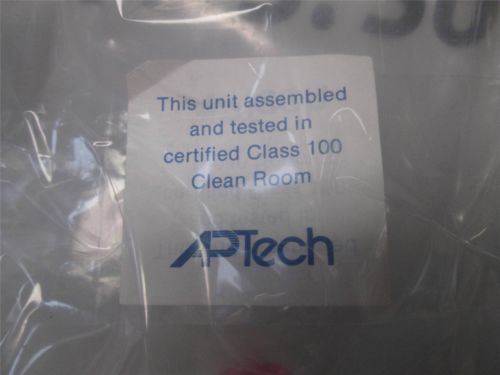 This unit assembled
and tested in
certified Class 100
Clean Room
APTech